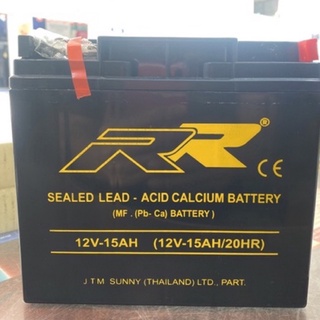 RR®
CE
SEALED LEAD - ACID CALCIUM BATTERY
(MF . (Pb- Ca) BATTERY )
12V-15AH (12V-15AH/20HR)
J T M SUNNY (THAILAND) LTD., PART.